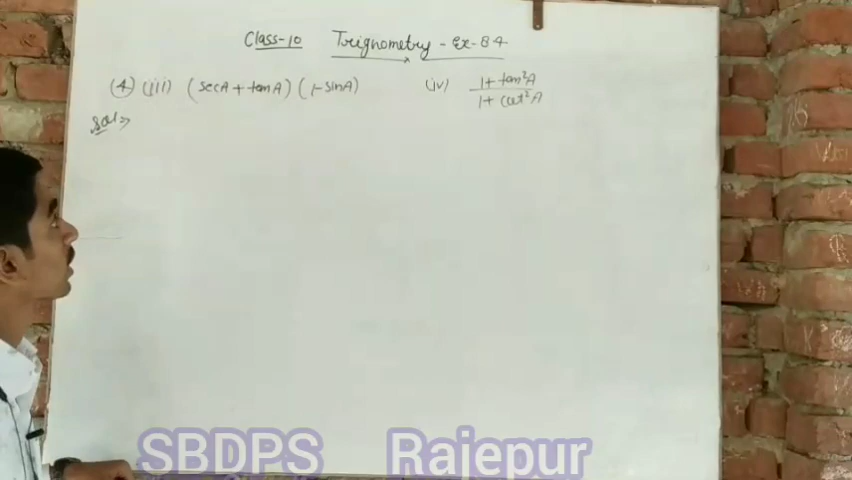 Class-10 Trignometry - Ex-8.4
(4) (iii) (secA + tanA) (1-sinA) (iv) 1+ tan²A / 1+ cot²A
Sol⇒
SBDPS Rajepur